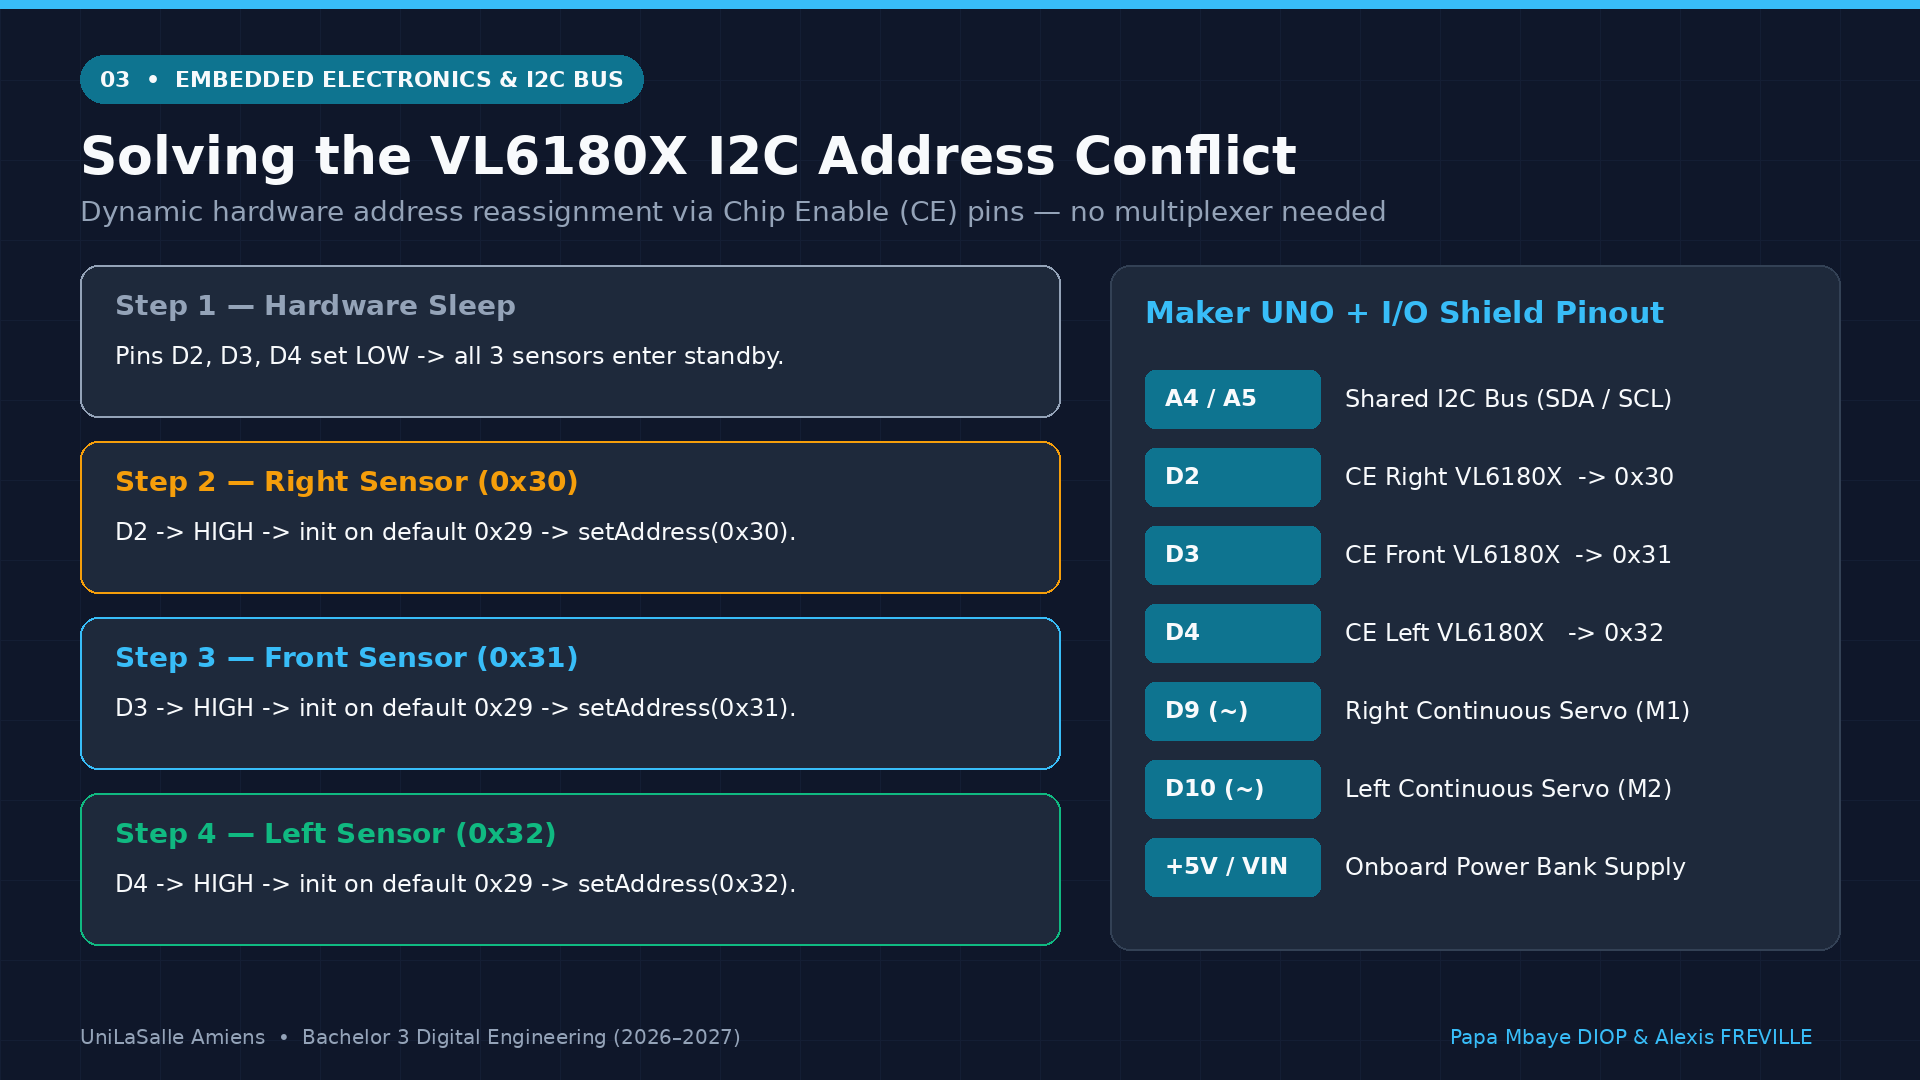 03 • EMBEDDED ELECTRONICS & I2C BUS
Solving the VL6180X I2C Address Conflict
Dynamic hardware address reassignment via Chip Enable (CE) pins — no multiplexer needed
Step 1 — Hardware Sleep
Pins D2, D3, D4 set LOW -> all 3 sensors enter standby.
Step 2 — Right Sensor (0x30)
D2 -> HIGH -> init on default 0x29 -> setAddress(0x30).
Step 3 — Front Sensor (0x31)
D3 -> HIGH -> init on default 0x29 -> setAddress(0x31).
Step 4 — Left Sensor (0x32)
D4 -> HIGH -> init on default 0x29 -> setAddress(0x32).
Maker UNO + I/O Shield Pinout
A4 / A5 Shared I2C Bus (SDA / SCL)
D2 CE Right VL6180X -> 0x30
D3 CE Front VL6180X -> 0x31
D4 CE Left VL6180X -> 0x32
D9 (~) Right Continuous Servo (M1)
D10 (~) Left Continuous Servo (M2)
+5V / VIN Onboard Power Bank Supply
UniLaSalle Amiens • Bachelor 3 Digital Engineering (2026–2027)
Papa Mbaye DIOP & Alexis FREVILLE